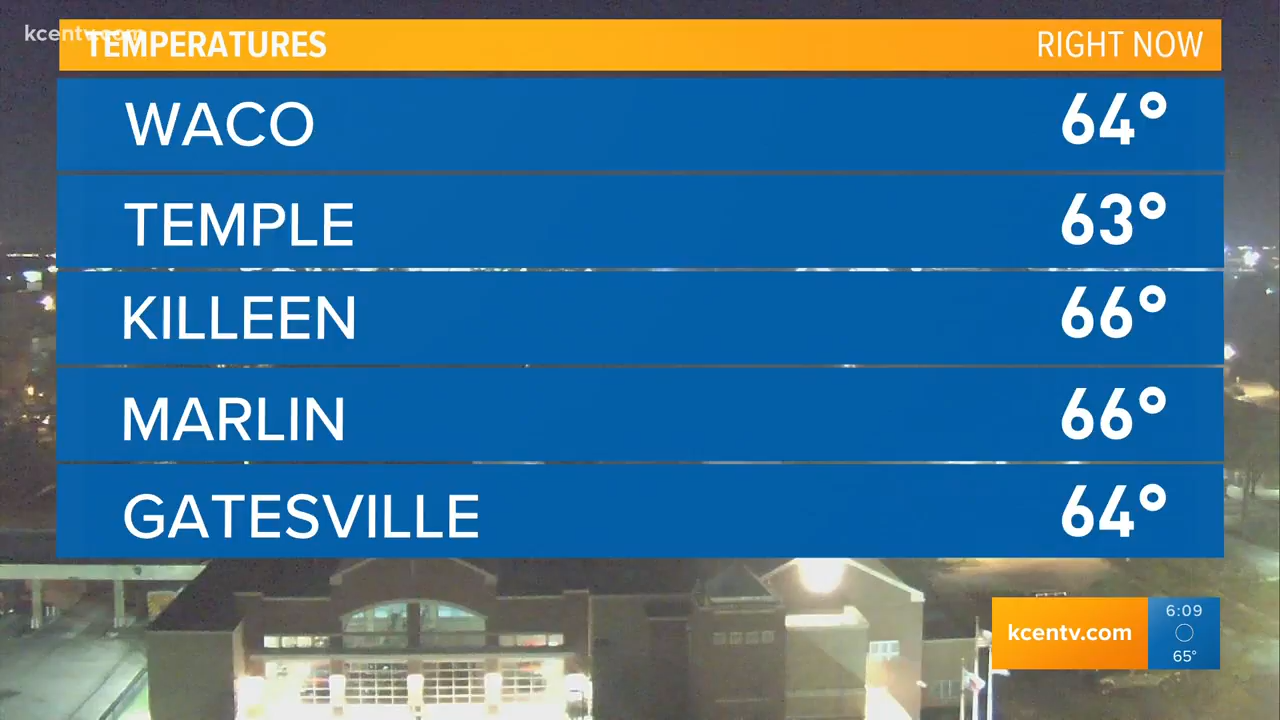 kcentv.com
TEMPERATURES RIGHT NOW
WACO 64°
TEMPLE 63°
KILLEEN 66°
MARLIN 66°
GATESVILLE 64°
kcentv.com 6:09
65°